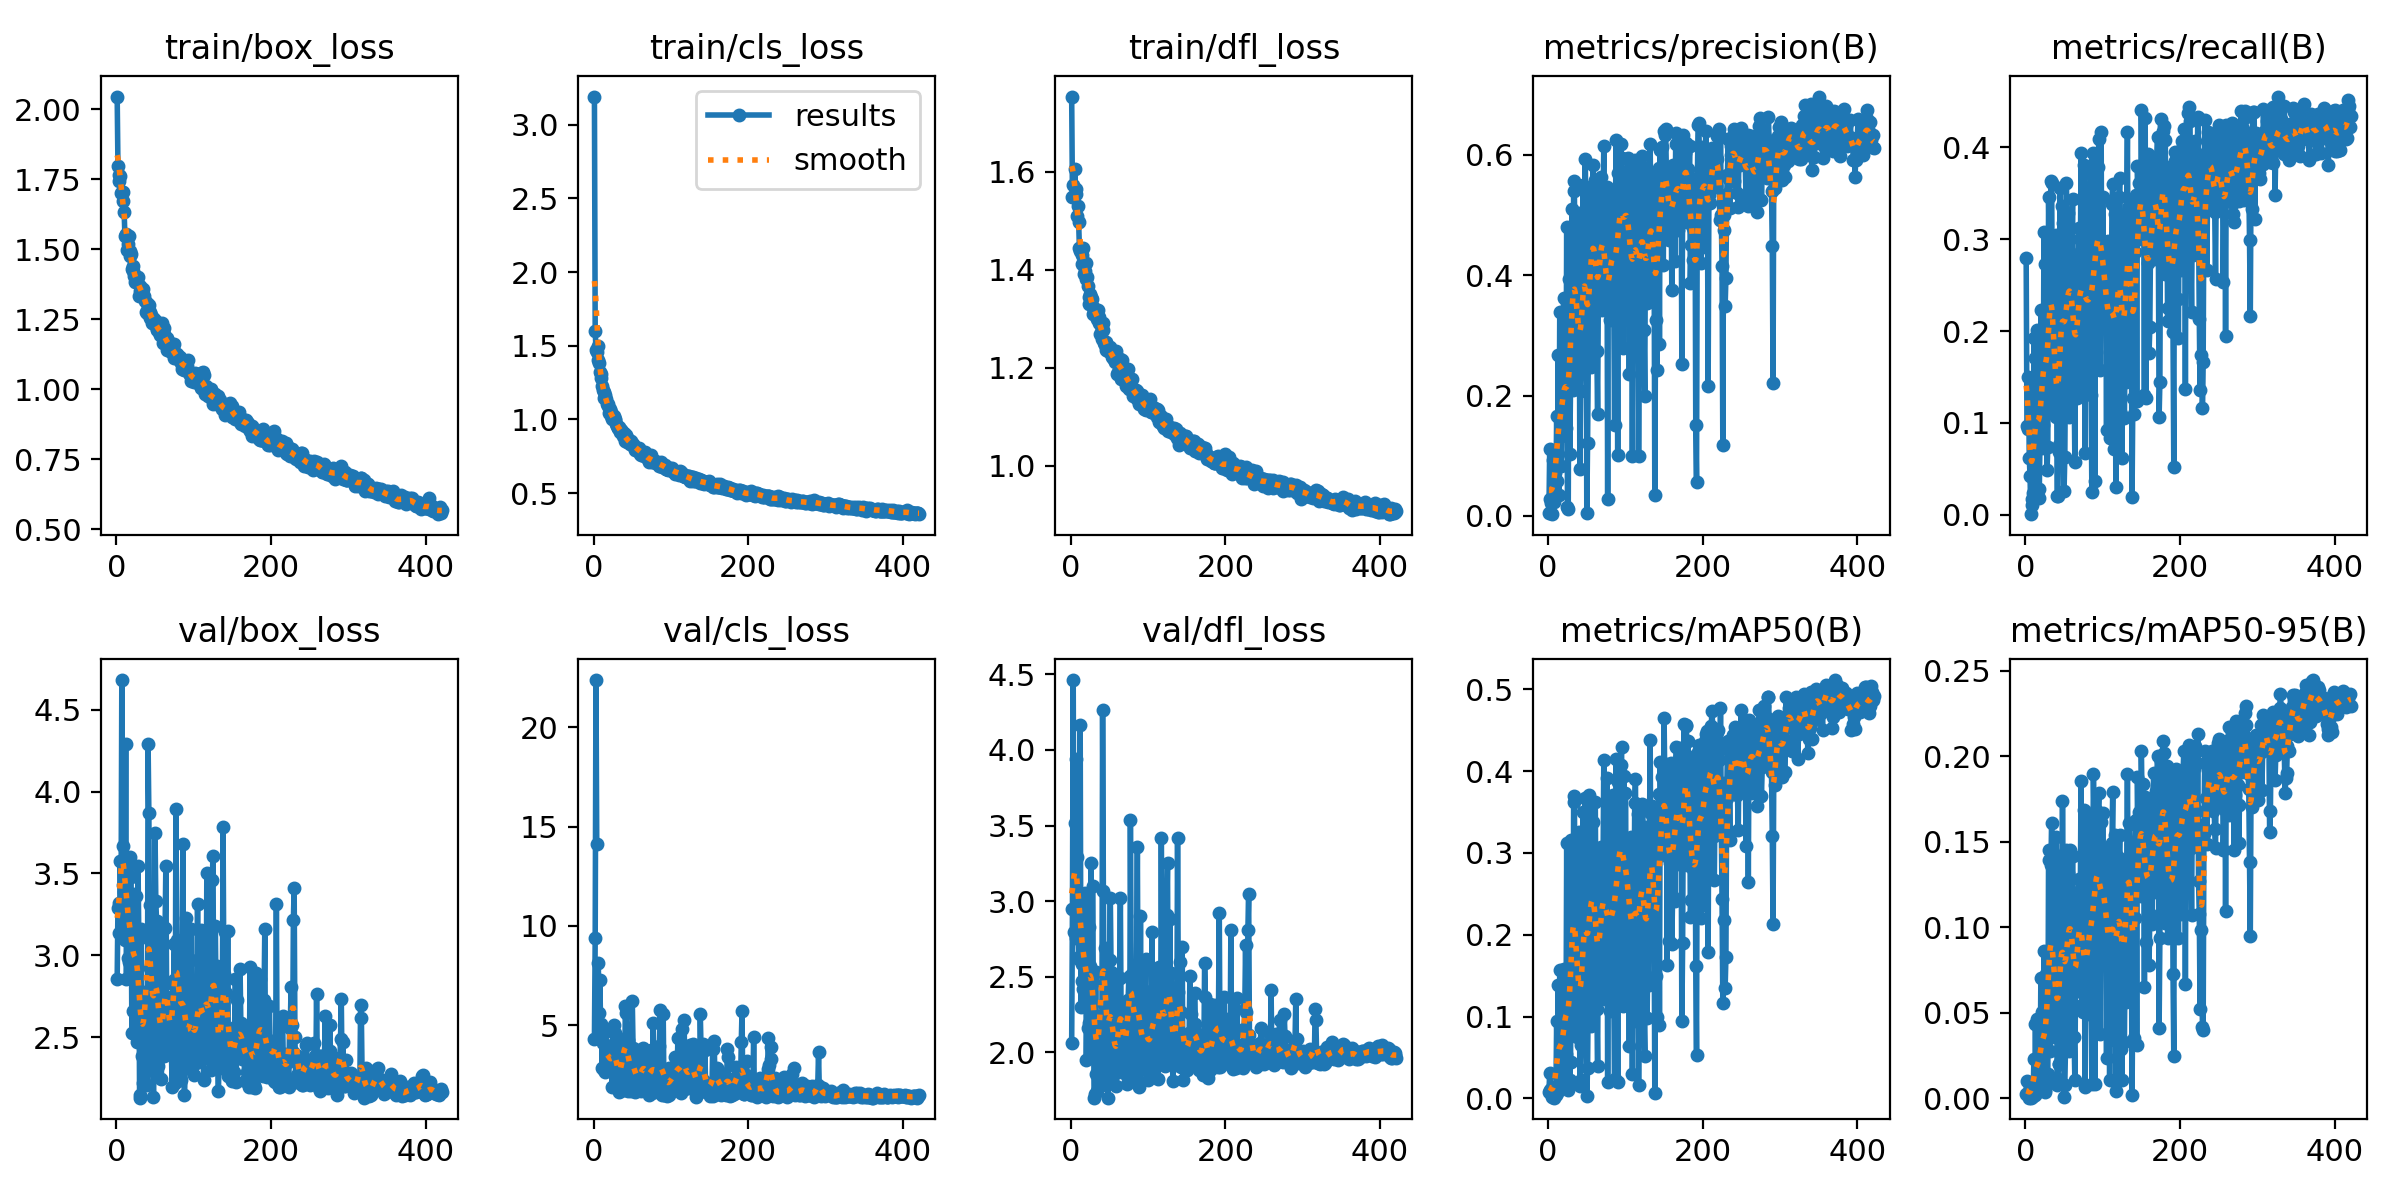 train/box_loss
2.00
1.75
1.50
1.25
1.00
0.75
0.50
0 200 400
train/cls_loss
results
smooth
3.0
2.5
2.0
1.5
1.0
0.5
0 200 400
train/dfl_loss
1.6
1.4
1.2
1.0
0 200 400
metrics/precision(B)
0.6
0.4
0.2
0.0
0 200 400
metrics/recall(B)
0.4
0.3
0.2
0.1
0.0
0 200 400
val/box_loss
4.5
4.0
3.5
3.0
2.5
0 200 400
val/cls_loss
20
15
10
5
0 200 400
val/dfl_loss
4.5
4.0
3.5
3.0
2.5
2.0
0 200 400
metrics/mAP50(B)
0.5
0.4
0.3
0.2
0.1
0.0
0 200 400
metrics/mAP50-95(B)
0.25
0.20
0.15
0.10
0.05
0.00
0 200 400